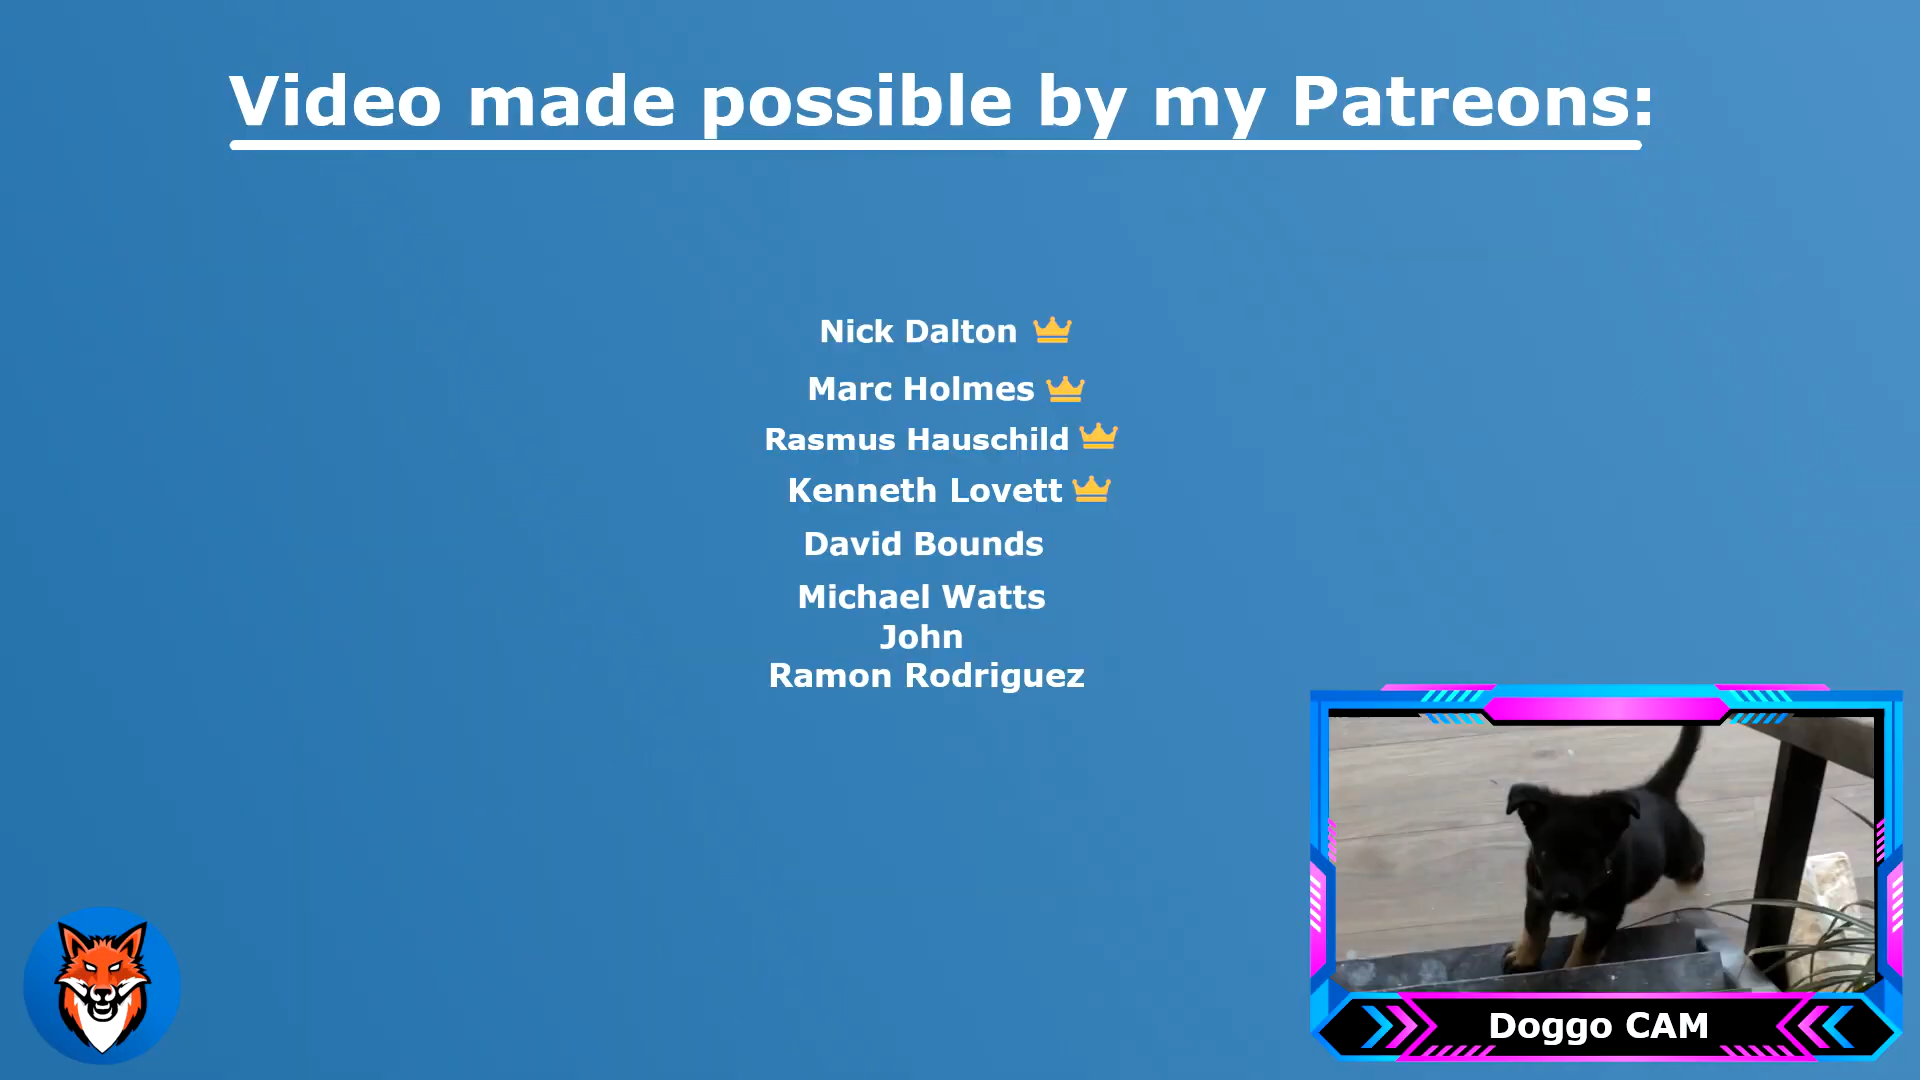 Video made possible by my Patreons:
Nick Dalton
Marc Holmes
Rasmus Hauschild
Kenneth Lovett
David Bounds
Michael Watts
John
Ramon Rodriguez
Doggo CAM